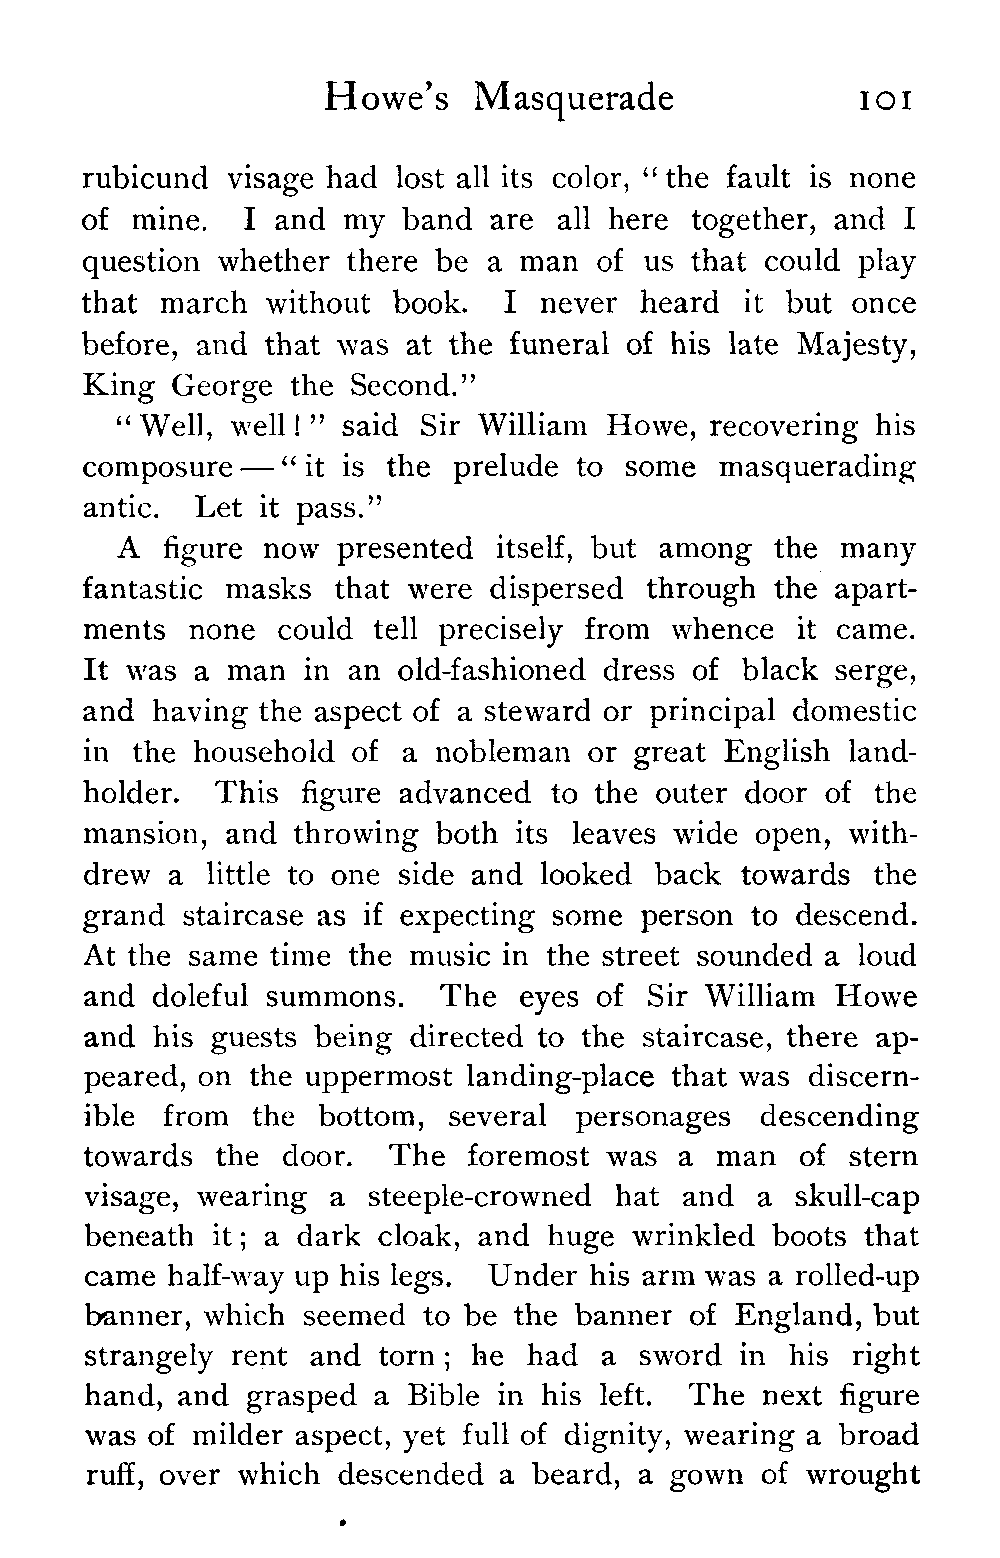 Howe's Masquerade 101
rubicund visage had lost all its color, “ the fault is none
of mine. I and my band are all here together, and I
question whether there be a man of us that could play
that march without book. I never heard it but once
before, and that was at the funeral of his late Majesty,
King George the Second.”
“ Well, well ! ” said Sir William Howe, recovering his
composure — “ it is the prelude to some masquerading
antic. Let it pass.”
A figure now presented itself, but among the many
fantastic masks that were dispersed through the apart-
ments none could tell precisely from whence it came.
It was a man in an old-fashioned dress of black serge,
and having the aspect of a steward or principal domestic
in the household of a nobleman or great English land-
holder. This figure advanced to the outer door of the
mansion, and throwing both its leaves wide open, with-
drew a little to one side and looked back towards the
grand staircase as if expecting some person to descend.
At the same time the music in the street sounded a loud
and doleful summons. The eyes of Sir William Howe
and his guests being directed to the staircase, there ap-
peared, on the uppermost landing-place that was discern-
ible from the bottom, several personages descending
towards the door. The foremost was a man of stern
visage, wearing a steeple-crowned hat and a skull-cap
beneath it ; a dark cloak, and huge wrinkled boots that
came half-way up his legs. Under his arm was a rolled-up
banner, which seemed to be the banner of England, but
strangely rent and torn ; he had a sword in his right
hand, and grasped a Bible in his left. The next figure
was of milder aspect, yet full of dignity, wearing a broad
ruff, over which descended a beard, a gown of wrought